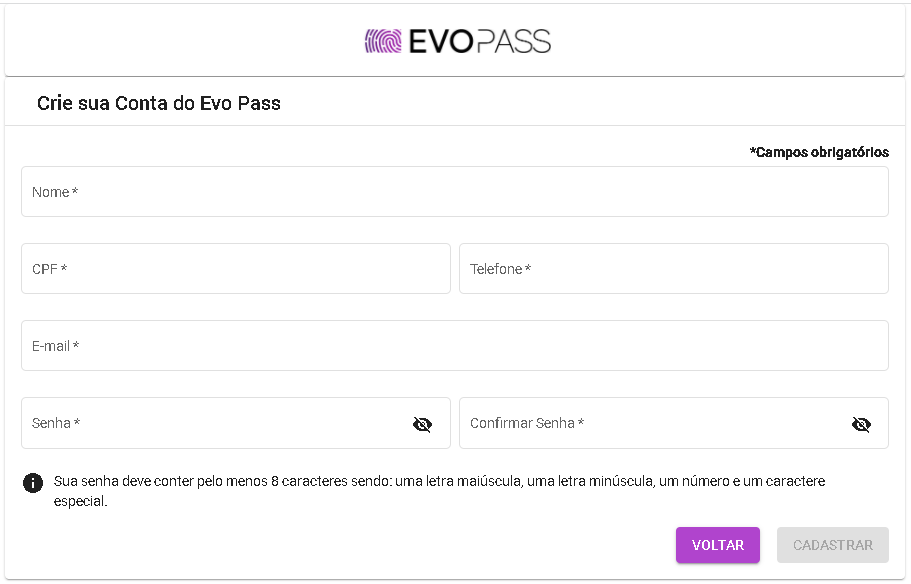 EVOPASS
Crie sua Conta do Evo Pass
*Campos obrigatórios
Nome *
CPF *
Telefone *
E-mail *
Senha *
Confirmar Senha *
Sua senha deve conter pelo menos 8 caracteres sendo: uma letra maiúscula, uma letra minúscula, um número e um caractere
especial.
VOLTAR
CADASTRAR